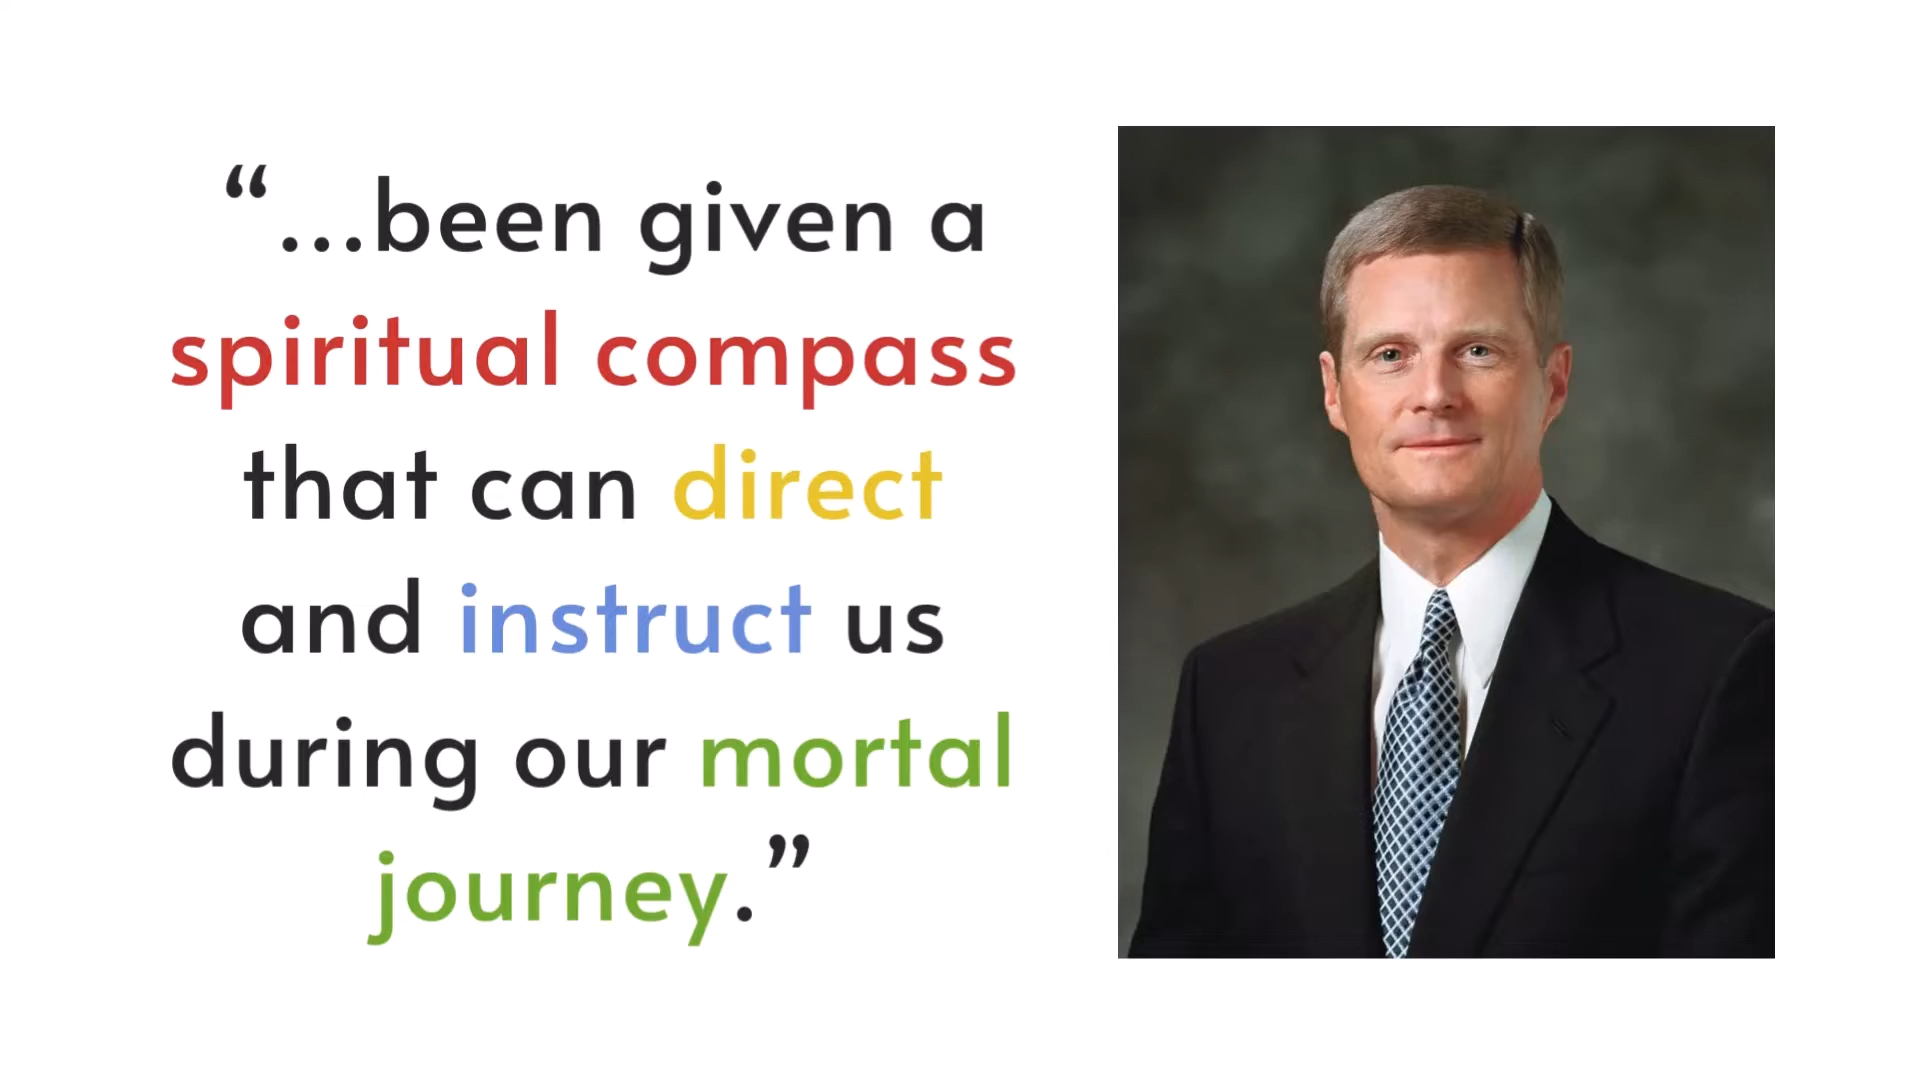 “...been given a
spiritual compass
that can direct
and instruct us
during our mortal
journey.”